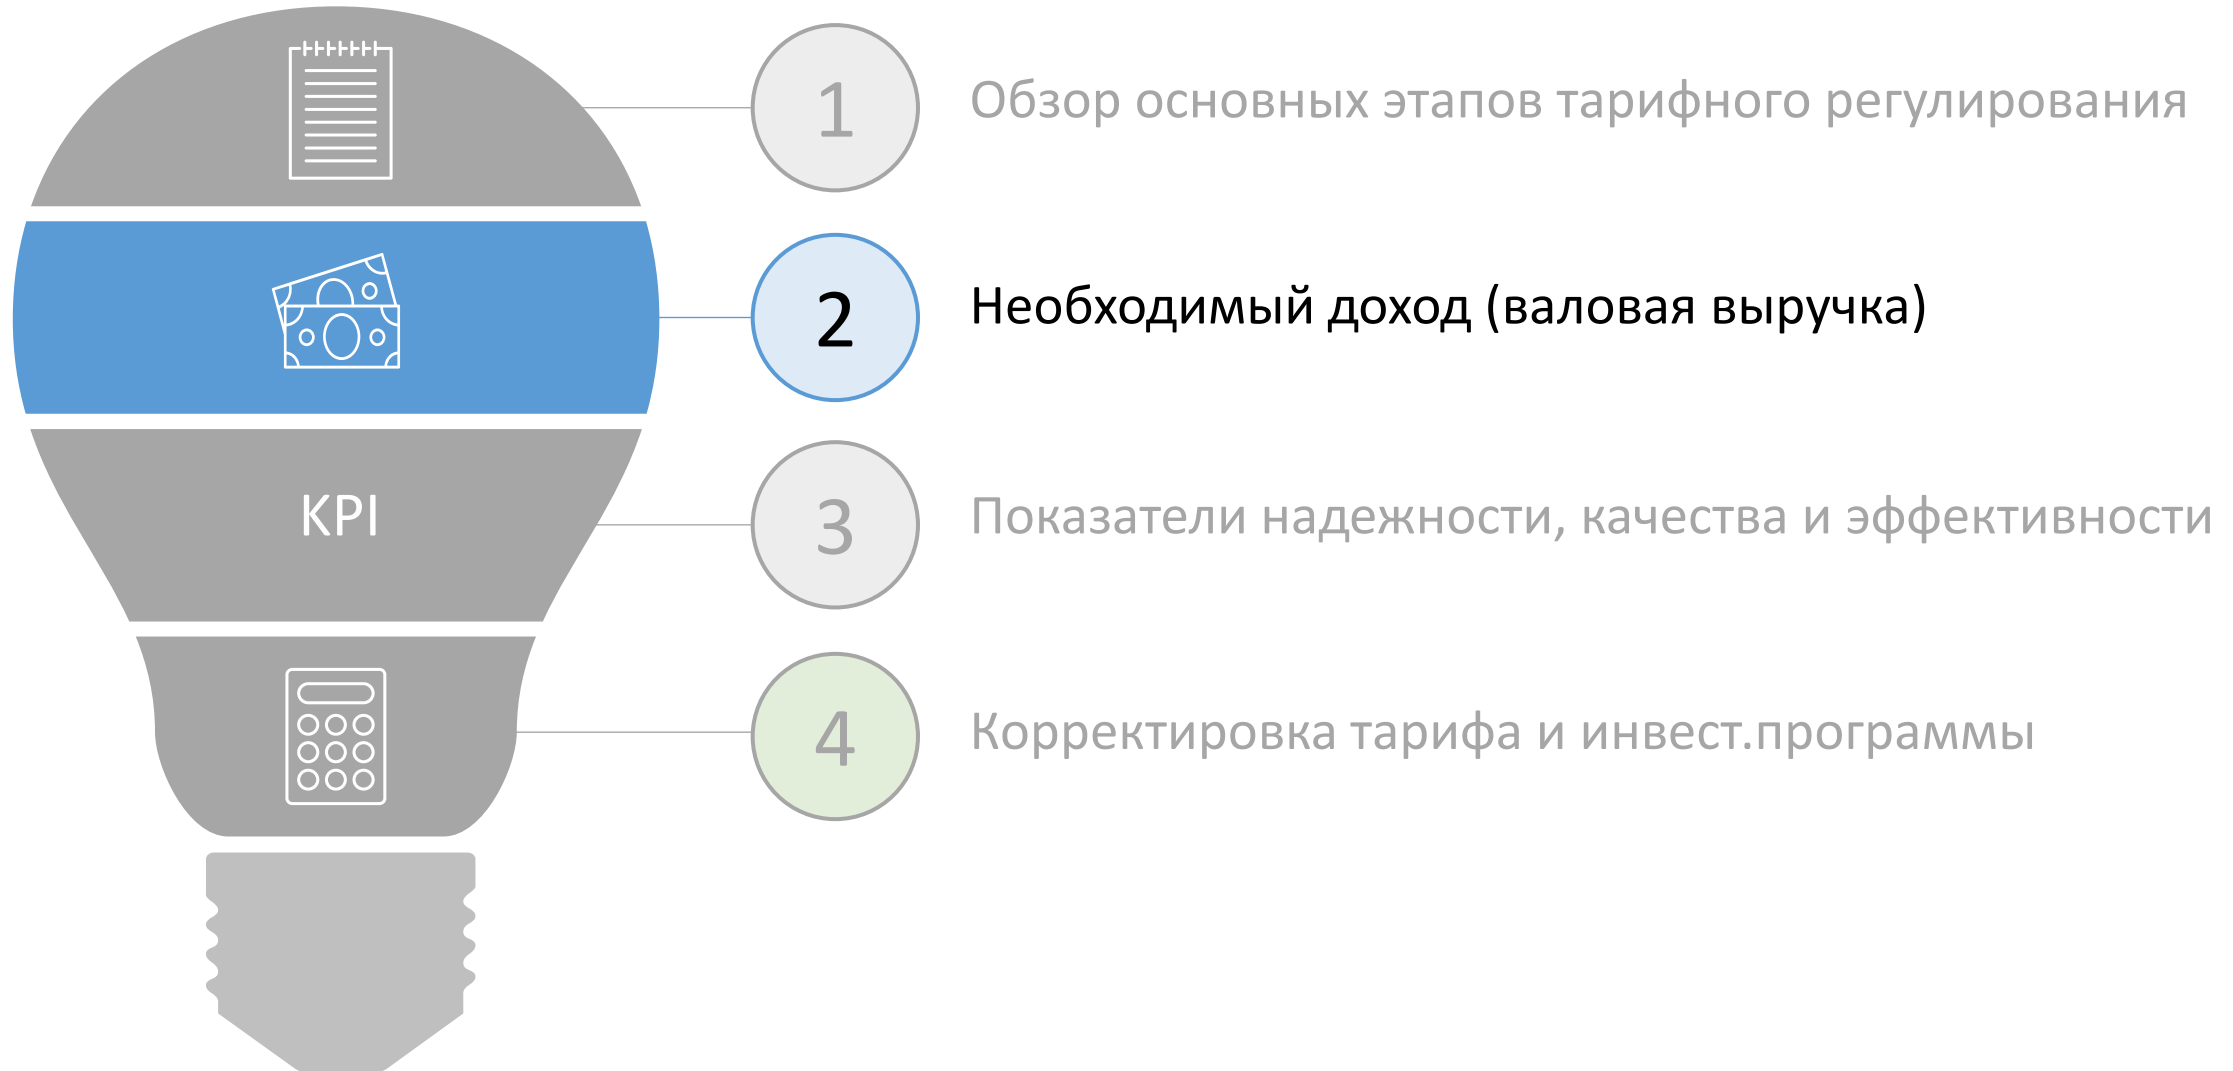 1
Обзор основных этапов тарифного регулирования
2
Необходимый доход (валовая выручка)
KPI
3
Показатели надежности, качества и эффективности
4
Корректировка тарифа и инвест.программы